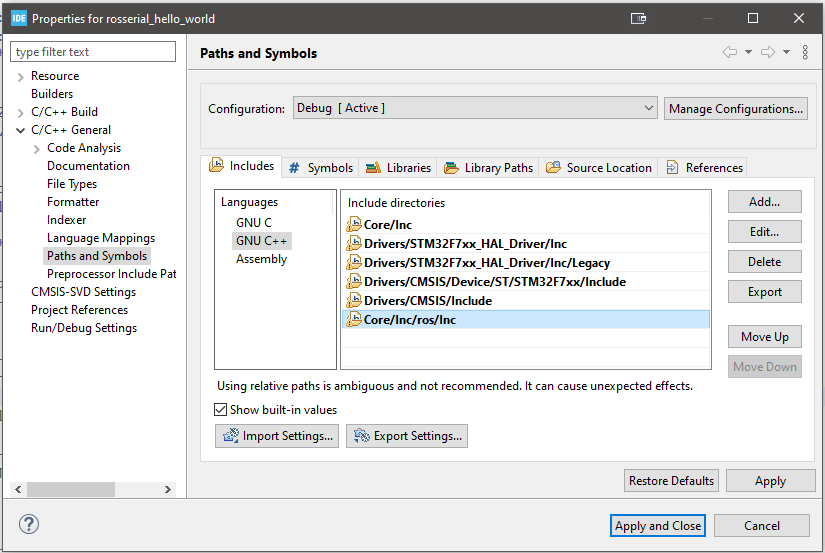 IDE Properties for rosserial_hello_world
type filter text
Resource
Builders
C/C++ Build
C/C++ General
Code Analysis
Documentation
File Types
Formatter
Indexer
Language Mappings
Paths and Symbols
Preprocessor Include Pat
CMSIS-SVD Settings
Project References
Run/Debug Settings
Paths and Symbols
Configuration: Debug [ Active ] Manage Configurations...
Includes # Symbols Libraries Library Paths Source Location References
Languages
GNU C
GNU C++
Assembly
Include directories
Core/Inc
Drivers/STM32F7xx_HAL_Driver/Inc
Drivers/STM32F7xx_HAL_Driver/Inc/Legacy
Drivers/CMSIS/Device/ST/STM32F7xx/Include
Drivers/CMSIS/Include
Core/Inc/ros/Inc
Add...
Edit...
Delete
Export
Move Up
Move Down
Using relative paths is ambiguous and not recommended. It can cause unexpected effects.
Show built-in values
Import Settings... Export Settings...
Restore Defaults Apply
? Apply and Close Cancel